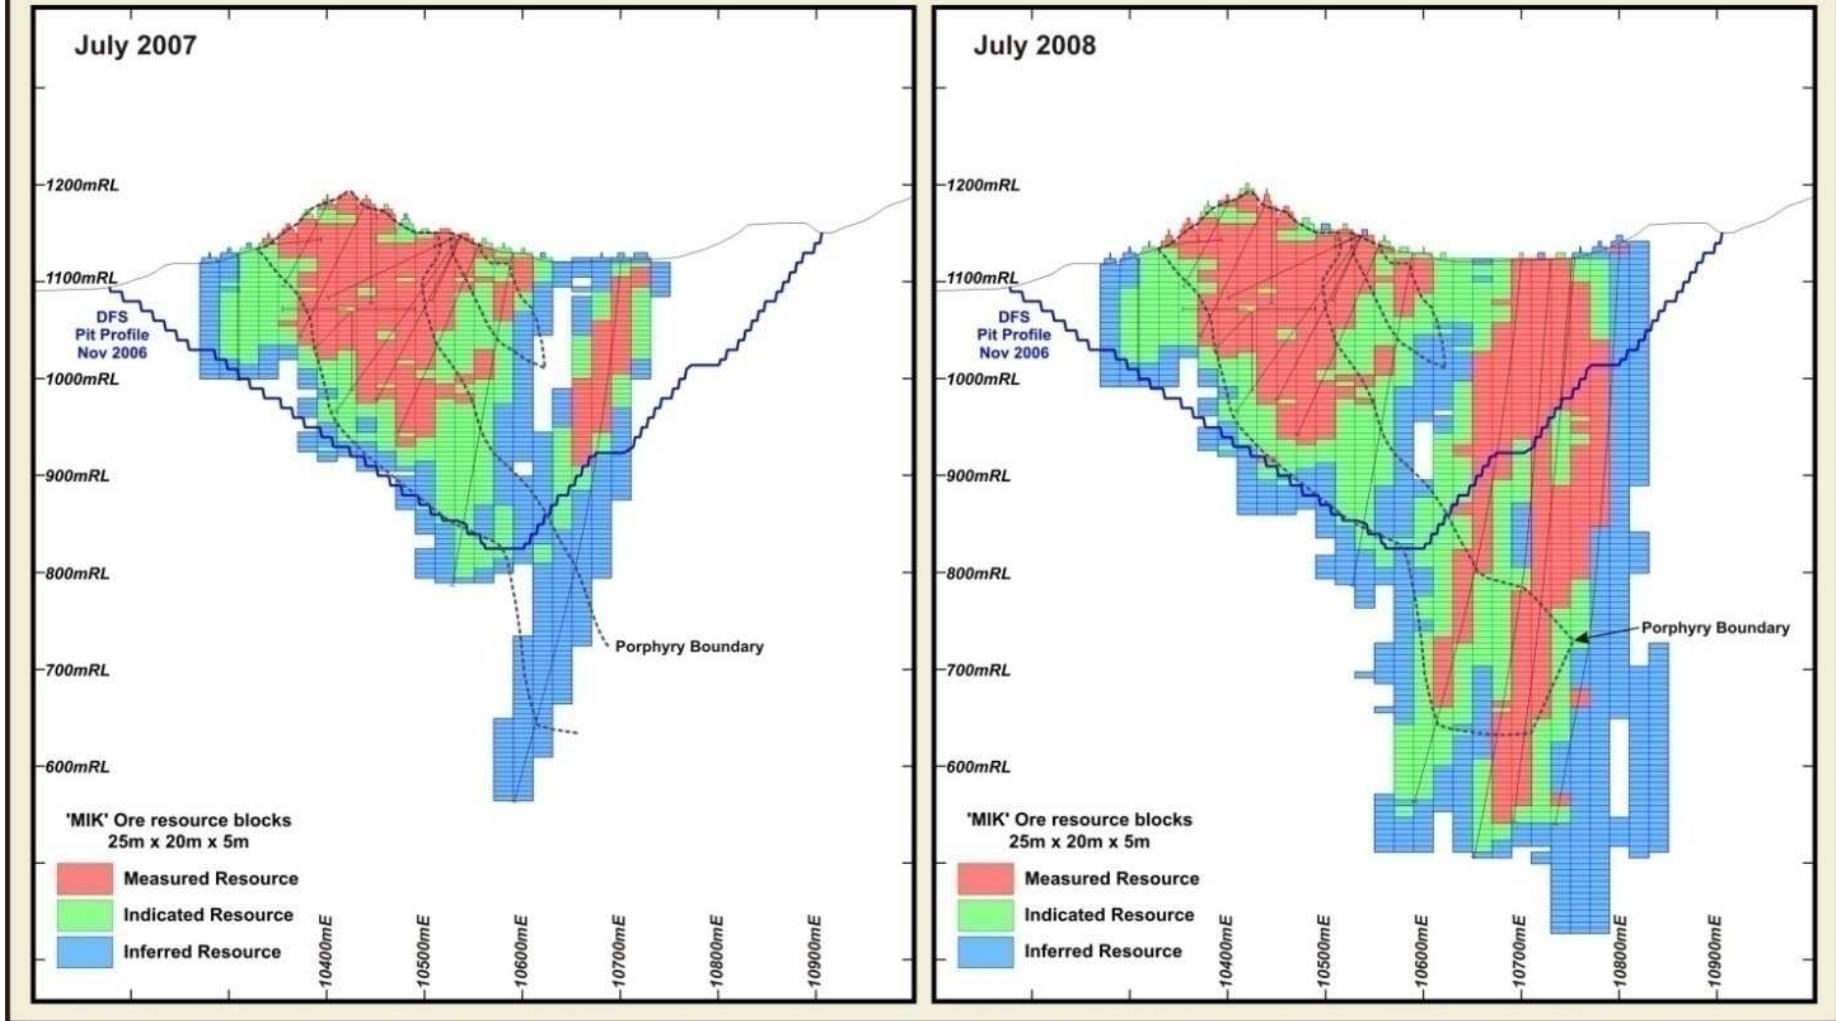 July 2007
1200mRL
1100mRL
DFS
Pit Profile
Nov 2006
1000mRL
900mRL
800mRL
Porphyry Boundary
700mRL
600mRL
'MIK' Ore resource blocks
25m x 20m x 5m
Measured Resource
Indicated Resource
Inferred Resource
10400mE
10500mE
10600mE
10700mE
10800mE
10900mE
July 2008
1200mRL
1100mRL
DFS
Pit Profile
Nov 2006
1000mRL
900mRL
800mRL
Porphyry Boundary
700mRL
600mRL
'MIK' Ore resource blocks
25m x 20m x 5m
Measured Resource
Indicated Resource
Inferred Resource
10400mE
10500mE
10600mE
10700mE
10800mE
10900mE